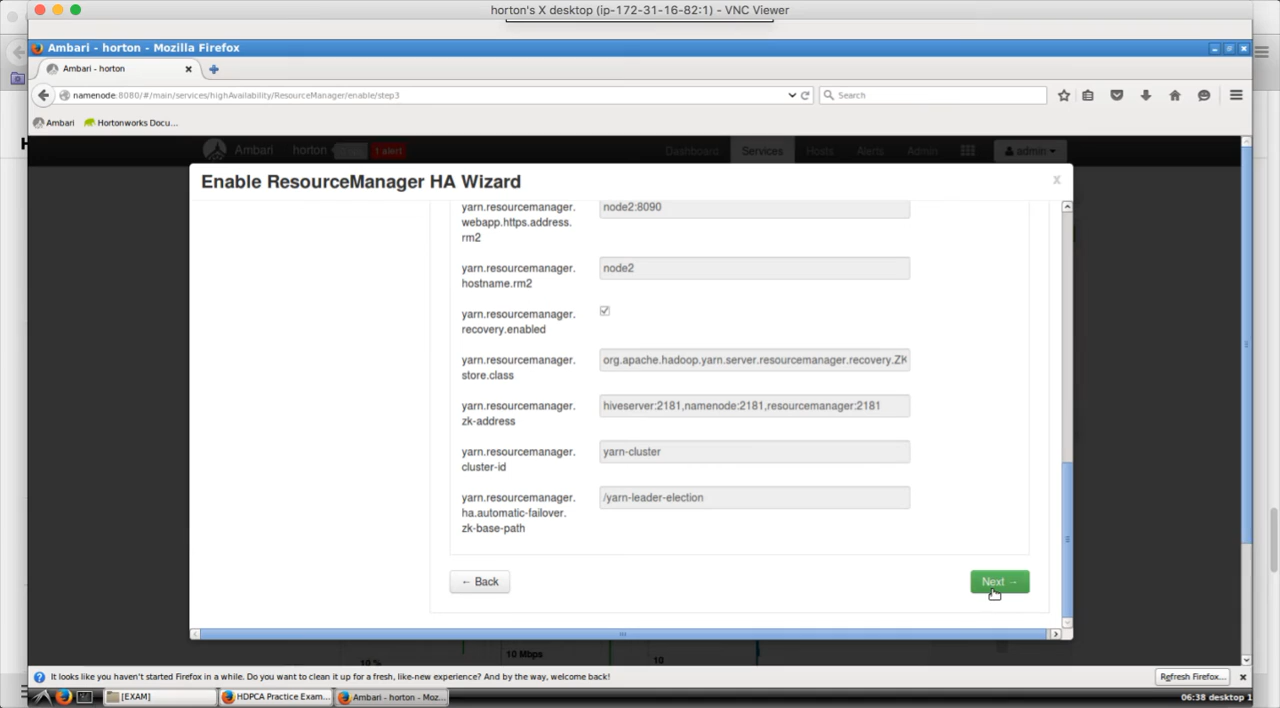 horton's X desktop (ip-172-31-16-82:1) - VNC Viewer
Ambari - horton - Mozilla Firefox
Ambari - horton
namenode:8080/#/main/services/highAvailability/ResourceManager/enable/step3
Search
Ambari
Hortonworks Docu...
Ambari horton 1 alert Dashboard Services Hosts Alerts Admin admin
Enable ResourceManager HA Wizard
x
yarn.resourcemanager.
webapp.https.address.
rm2
node2:8090
yarn.resourcemanager.
hostname.rm2
node2
yarn.resourcemanager.
recovery.enabled
yarn.resourcemanager.
store.class
org.apache.hadoop.yarn.server.resourcemanager.recovery.ZK
yarn.resourcemanager.
zk-address
hiveserver:2181,namenode:2181,resourcemanager:2181
yarn.resourcemanager.
cluster-id
yarn-cluster
yarn.resourcemanager.
ha.automatic-failover.
zk-base-path
/yarn-leader-election
← Back
Next →
10 % 10 Mbps 10
It looks like you haven't started Firefox in a while. Do you want to clean it up for a fresh, like-new experience? And by the way, welcome back!
Refresh Firefox...
[EXAM]
HDPCA Practice Exam...
Ambari - horton - Moz...
06:38 desktop 1